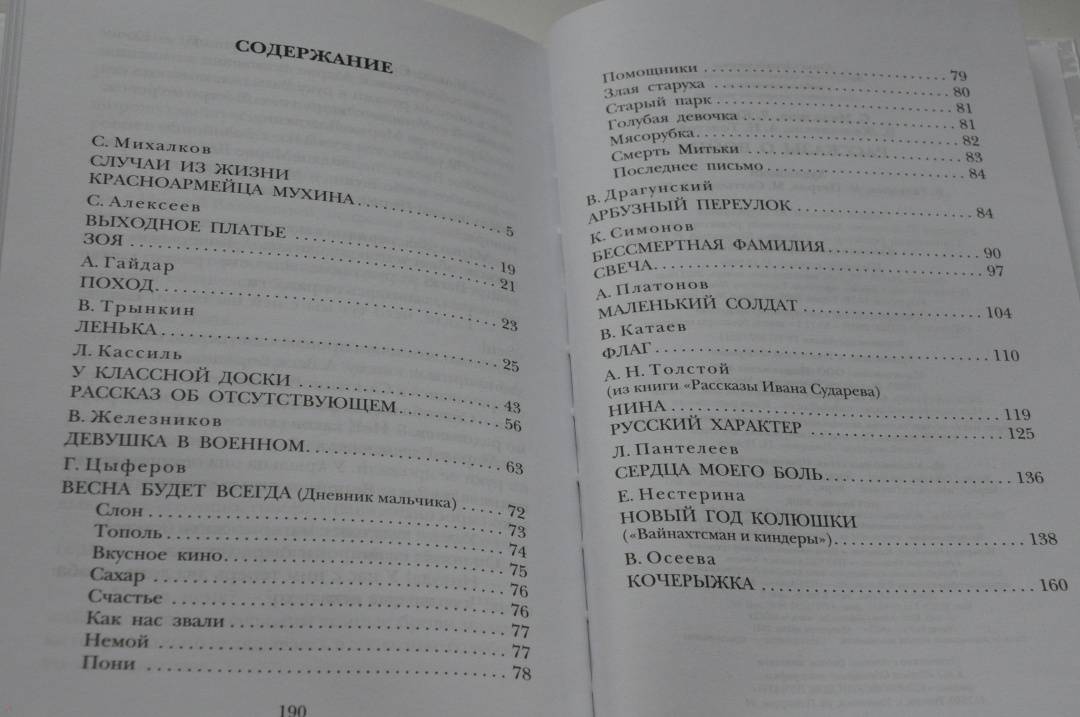 СОДЕРЖАНИЕ
С. Михалков
СЛУЧАИ ИЗ ЖИЗНИ
КРАСНОАРМЕЙЦА МУХИНА.................... 5
С. Алексеев
ВЫХОДНОЕ ПЛАТЬЕ .................... 19
ЗОЯ .................... 21
А. Гайдар
ПОХОД.................... 23
В. Трынкин
ЛЕНЬКА.................... 25
Л. Кассиль
У КЛАССНОЙ ДОСКИ .................... 43
РАССКАЗ ОБ ОТСУТСТВУЮЩЕМ.................... 56
В. Железников
ДЕВУШКА В ВОЕННОМ.................... 63
Г. Цыферов
ВЕСНА БУДЕТ ВСЕГДА (Дневник мальчика) ..... 72
Слон .................... 73
Тополь .................... 74
Вкусное кино.................... 75
Сахар .................... 76
Счастье .................... 76
Как нас звали .................... 77
Немой .................... 77
Пони .................... 78
190
Помощники .................... 79
Злая старуха .................... 80
Старый парк .................... 81
Голубая девочка .................... 81
Мясорубка.................... 82
Смерть Митьки .................... 83
Последнее письмо .................... 84
В. Драгунский
АРБУЗНЫЙ ПЕРЕУЛОК .................... 84
К. Симонов
БЕССМЕРТНАЯ ФАМИЛИЯ.................... 90
СВЕЧА.................... 97
А. Платонов
МАЛЕНЬКИЙ СОЛДАТ .................... 104
В. Катаев
ФЛАГ .................... 110
А. Н. Толстой
(из книги «Рассказы Ивана Сударева)
НИНА .................... 119
РУССКИЙ ХАРАКТЕР .................... 125
Л. Пантелеев
СЕРДЦА МОЕГО БОЛЬ .................... 136
Е. Нестерина
НОВЫЙ ГОД КОЛЮШКИ
(«Вайнахтсман и киндеры»).................... 138
В. Осеева
КОЧЕРЫЖКА .................... 160